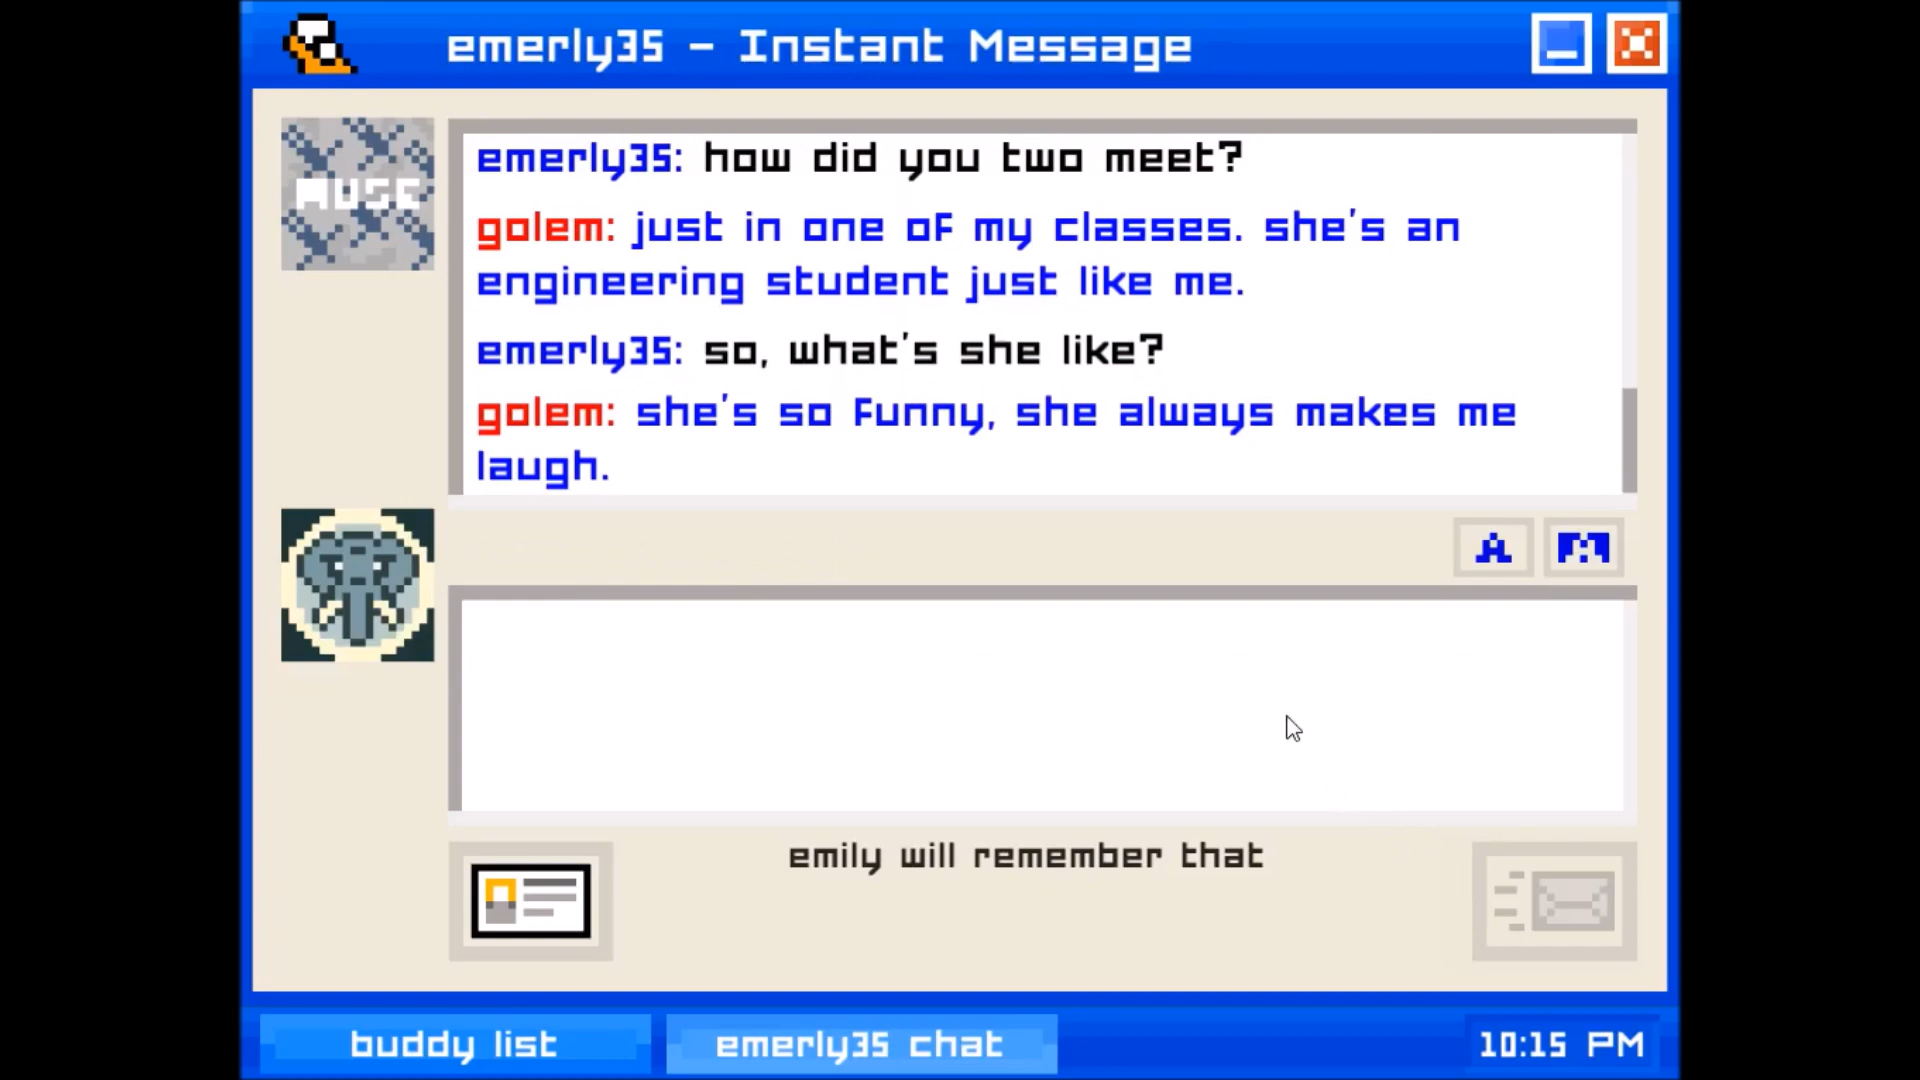 emerly35 - Instant Message
MUSE
emerly35: how did you two meet?
golem: just in one of my classes. she's an
engineering student just like me.
emerly35: so, what's she like?
golem: she's so funny, she always makes me
laugh.
A
emily will remember that
buddy list
emerly35 chat
10:15 PM